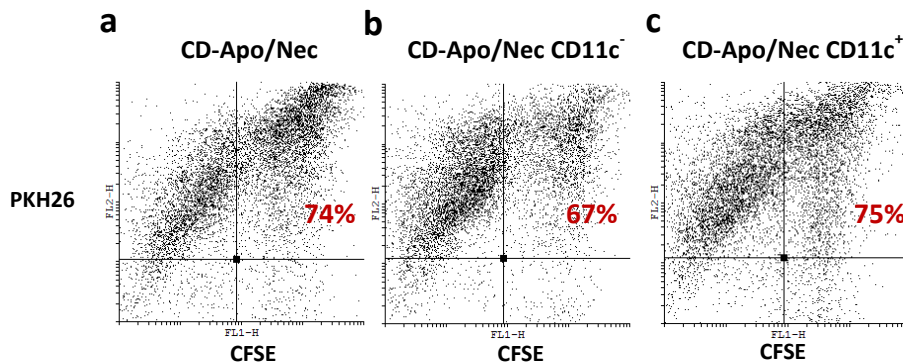 a
CD-Apo/Nec
b
CD-Apo/Nec CD11c-
c
CD-Apo/Nec CD11c+
PKH26
FL2-H
74%
FL1-H
CFSE
FL2-H
67%
FL1-H
CFSE
FL2-H
75%
FL1-H
CFSE